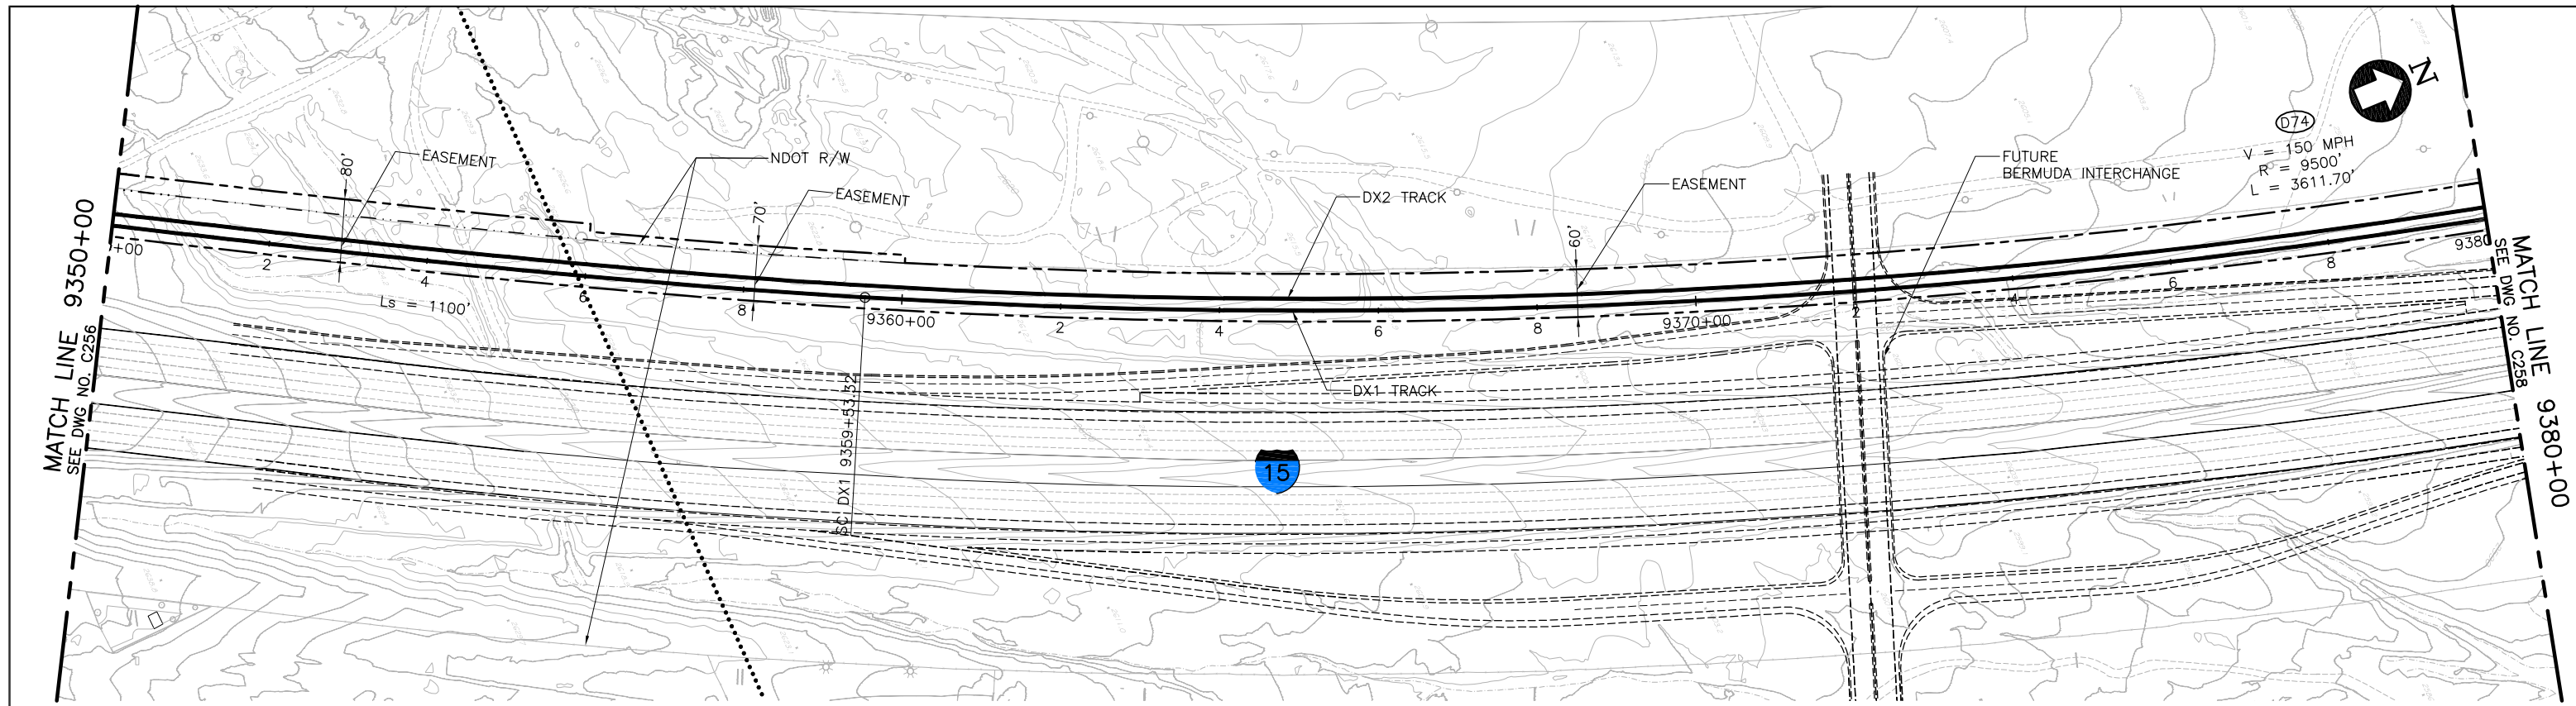 MATCH LINE 9350+00
SEE DWG NO. C256
+00
2
4
6
8
9360+00
2
4
6
8
9370+00
2
4
6
8
9380
80'
EASEMENT
Ls = 1100'
NDOT R/W
70'
EASEMENT
SC DX1 9359+53.32
DX2 TRACK
DX1 TRACK
60'
EASEMENT
15
FUTURE
BERMUDA INTERCHANGE
D74
V = 150 MPH
R = 9500'
L = 3611.70'
N
MATCH LINE 9380+00
SEE DWG NO. C258